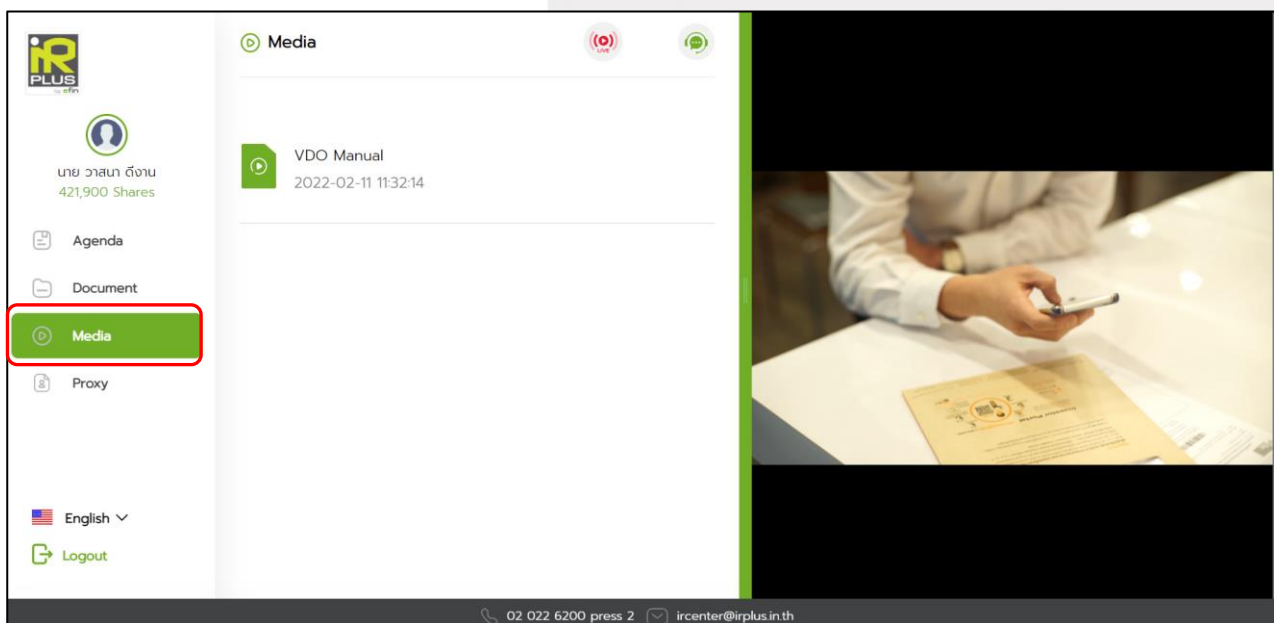 iR
PLUS
by efin
นาย วาสนา ดีงาน
421,900 Shares
Agenda
Document
Media
Proxy
English
Logout
Media
LIVE
VDO Manual
2022-02-11 11:32:14
02 022 6200 press 2
ircenter@irplus.in.th